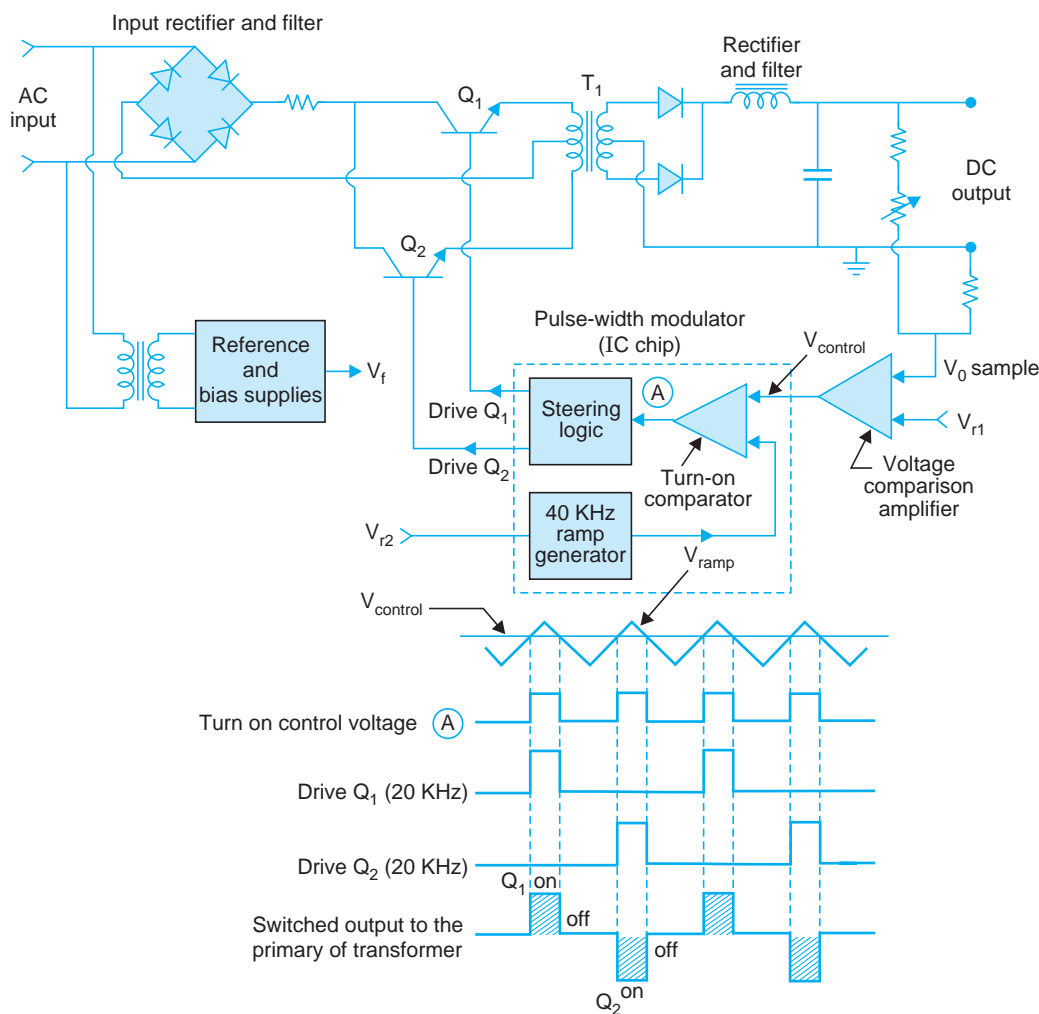 Input rectifier and filter
AC
input
Q1
T1
Rectifier
and filter
DC
output
Q2
Reference
and
bias supplies
Vf
Pulse-width modulator
(IC chip)
Vcontrol
V0 sample
Vr1
Voltage
comparison
amplifier
Drive Q1
Drive Q2
Steering
logic
A
Turn-on
comparator
Vr2
40 KHz
ramp
generator
Vramp
Vcontrol
Turn on control voltage A
Drive Q1 (20 KHz)
Drive Q2 (20 KHz)
Q1 on
off
Switched output to the
primary of transformer
off
Q2 on